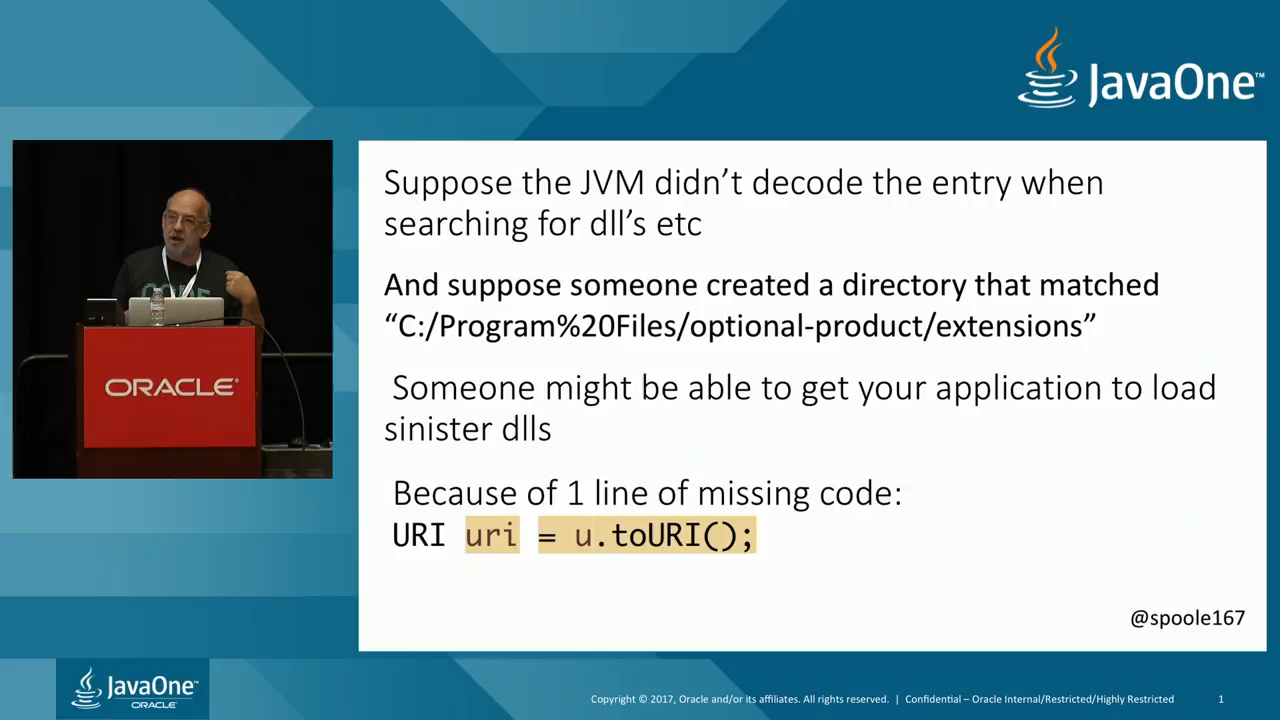 JavaOne™
Suppose the JVM didn’t decode the entry when
searching for dll’s etc
And suppose someone created a directory that matched
“C:/Program%20Files/optional-product/extensions”
Someone might be able to get your application to load
sinister dlls
Because of 1 line of missing code:
URI uri = u.toURI();
@spoole167
ORACLE®
JavaOne™
ORACLE
Copyright © 2017, Oracle and/or its affiliates. All rights reserved. | Confidential – Oracle Internal/Restricted/Highly Restricted 1